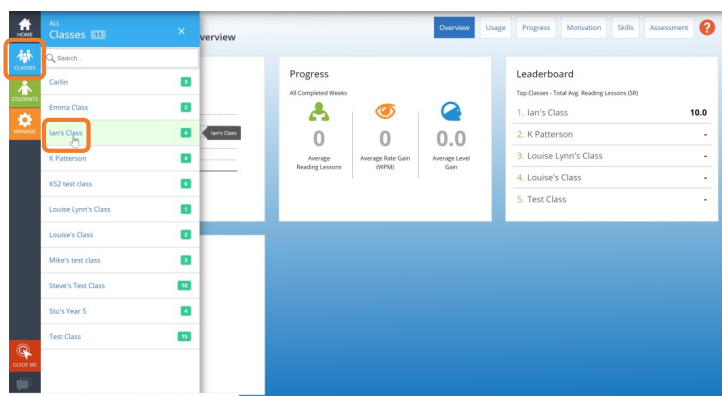 HOME
CLASSES
STUDENTS
MANAGE
GUIDE ME
ALL
Classes 11 ×
Search...
Carlin 3
Emma Class 3
Ian's Class 4
Ian's Class
K Patterson 4
KS2 test class 6
Louise Lynn's Class 1
Louise's Class 3
Mike's test class 3
Steve's Test Class 10
Stu's Year 5 4
Test Class 15
verview
Overview Usage Progress Motivation Skills Assessment ?
Progress
All Completed Weeks
0 0 0.0
Average
Reading Lessons
Average Rate Gain
(WPM)
Average Level
Gain
Leaderboard
Top Classes - Total Avg. Reading Lessons (SR)
1. Ian's Class 10.0
2. K Patterson -
3. Louise Lynn's Class -
4. Louise's Class -
5. Test Class -